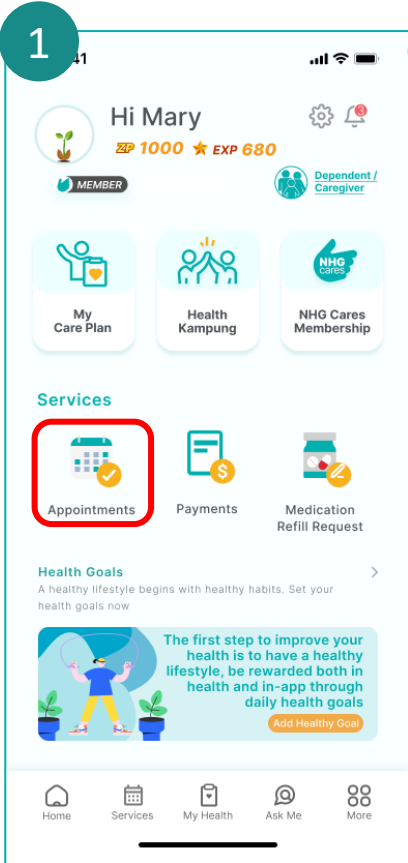 1
41
Hi Mary
3
ZP 1000 EXP 680
MEMBER
Dependent /
Caregiver
NHG
cares
My
Care Plan
Health
Kampung
NHG Cares
Membership
Services
Appointments
$
Payments
Medication
Refill Request
Health Goals
A healthy lifestyle begins with healthy habits. Set your
health goals now
The first step to improve your
health is to have a healthy
lifestyle, be rewarded both in
health and in-app through
daily health goals
Add Healthy Goal
Home
Services
My Health
Ask Me
More